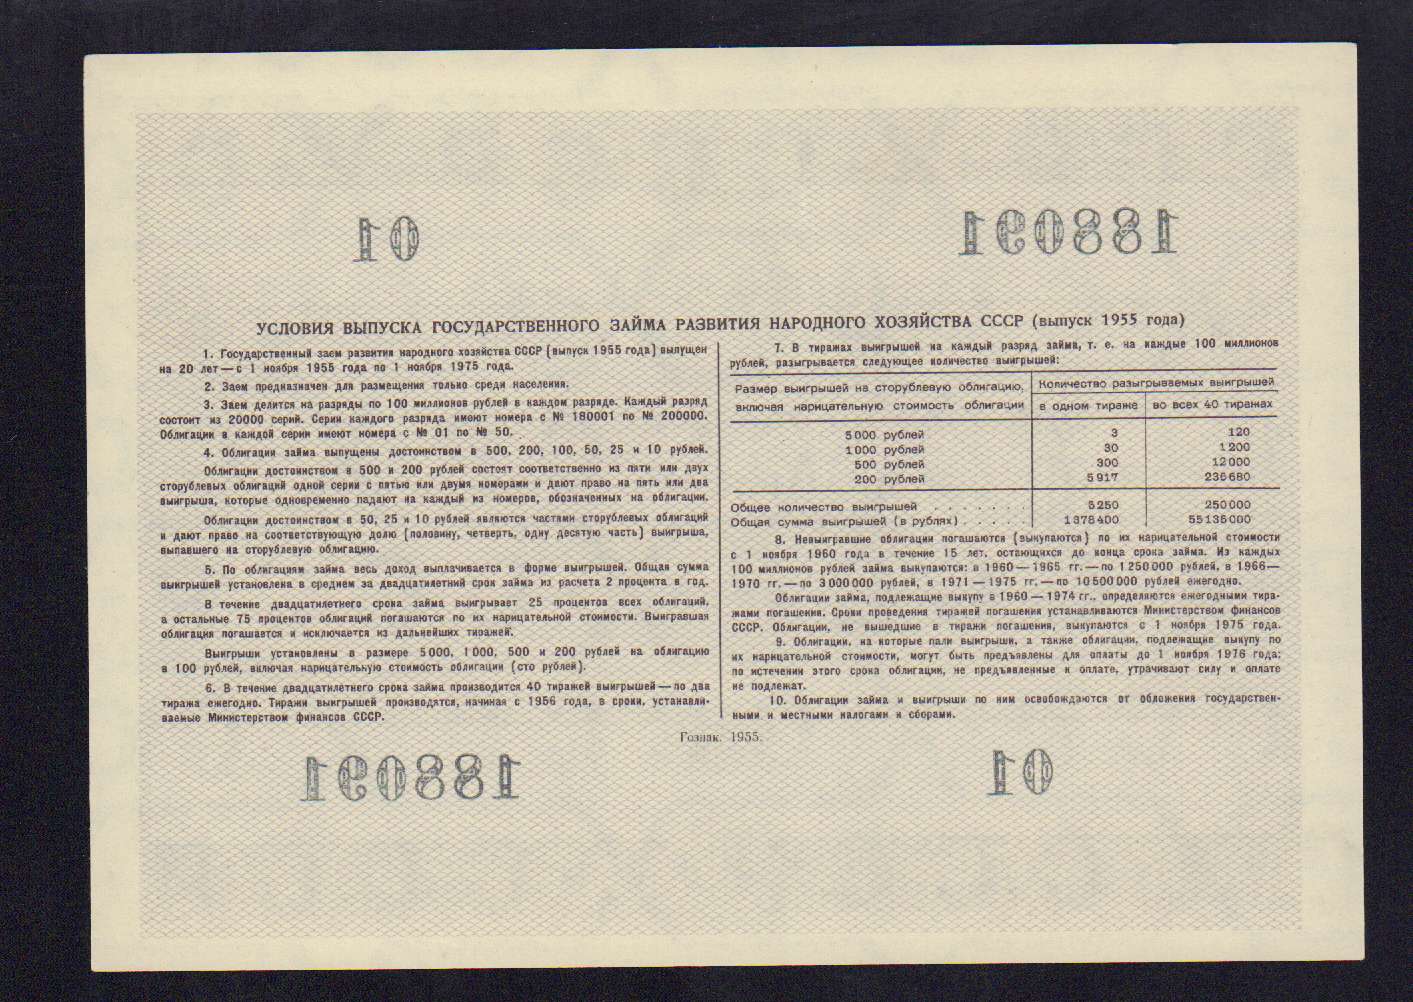 01
188091
УСЛОВИЯ ВЫПУСКА ГОСУДАРСТВЕННОГО ЗАЙМА РАЗВИТИЯ НАРОДНОГО ХОЗЯЙСТВА СССР (выпуск 1955 года)
1. Государственный заем развития народного хозяйства СССР (выпуск 1955 года) выпущен
на 20 лет — с 1 ноября 1955 года по 1 ноября 1975 года.
2. Заем предназначен для размещения только среди населения.
3. Заем делится на разряды по 100 миллионов рублей в каждом разряде. Каждый разряд
состоит из 20000 серий. Серии каждого разряда имеют номера с № 180001 по № 200000.
Облигации в каждой серии имеют номера с № 01 по № 50.
4. Облигации займа выпущены достоинством в 500, 200, 100, 50, 25 и 10 рублей.
Облигации достоинством в 500 и 200 рублей состоят соответственно из пяти или двух
сторублевых облигаций одной серии с пятью или двумя номерами и дают право на пять или два
выигрыша, которые одновременно падают на каждый из номеров, обозначенных на облигации.
Облигации достоинством в 50, 25 и 10 рублей являются частями сторублевых облигаций
и дают право на соответствующую долю (половину, четверть, одну десятую часть) выигрыша,
выпавшего на сторублевую облигацию.
5. По облигациям займа весь доход выплачивается в форме выигрышей. Общая сумма
выигрышей установлена в среднем за двадцатилетний срок займа из расчета 2 процента в год.
В течение двадцатилетнего срока займа выигрывает 25 процентов всех облигаций,
а остальные 75 процентов облигаций погашаются по их нарицательной стоимости. Выигравшая
облигация погашается и исключается из дальнейших тиражей.
Выигрыши установлены в размере 5000, 1000, 500 и 200 рублей на облигацию
в 100 рублей, включая нарицательную стоимость облигации (сто рублей).
6. В течение двадцатилетнего срока займа производится 40 тиражей выигрышей — по два
тиража ежегодно. Тиражи выигрышей производятся, начиная с 1956 года, в сроки, устанавли-
ваемые Министерством финансов СССР.
7. В тиражах выигрышей на каждый разряд займа, т. е. на каждые 100 миллионов
рублей, разыгрывается следующее количество выигрышей:
Размер выигрышей на сторублевую облигацию, Количество разыгрываемых выигрышей
включая нарицательную стоимость облигации в одном тираже во всех 40 тиражах
5000 рублей 3 120
1000 рублей 30 1200
500 рублей 300 12000
200 рублей 5917 236680
Общее количество выигрышей . . . . . . . . 6250 250000
Общая сумма выигрышей (в рублях) . . . . . 1378400 55136000
8. Невыигравшие облигации погашаются (выкупаются) по их нарицательной стоимости
с 1 ноября 1960 года в течение 15 лет, остающихся до конца срока займа. Из каждых
100 миллионов рублей займа выкупаются: в 1960 — 1965 гг. — по 1250000 рублей, в 1966—
1970 гг. — по 3000000 рублей, в 1971 — 1975 гг. — по 10500000 рублей ежегодно.
Облигации займа, подлежащие выкупу в 1960 — 1974 гг., определяются ежегодными тира-
жами погашения. Сроки проведения тиражей погашения устанавливаются Министерством финансов
СССР. Облигации, не вышедшие в тиражи погашения, выкупаются с 1 ноября 1975 года.
9. Облигации, на которые пали выигрыши, а также облигации, подлежащие выкупу по
их нарицательной стоимости, могут быть предъявлены для оплаты до 1 ноября 1976 года;
по истечении этого срока облигации, не предъявленные к оплате, утрачивают силу и оплате
не подлежат.
10. Облигации займа и выигрыши по ним освобождаются от обложения государствен-
ными и местными налогами и сборами.
Гознак. 1955.
188091
01